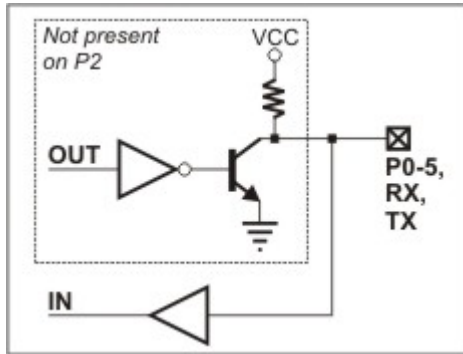 Not present
on P2
VCC
OUT
P0-5,
RX,
TX
IN